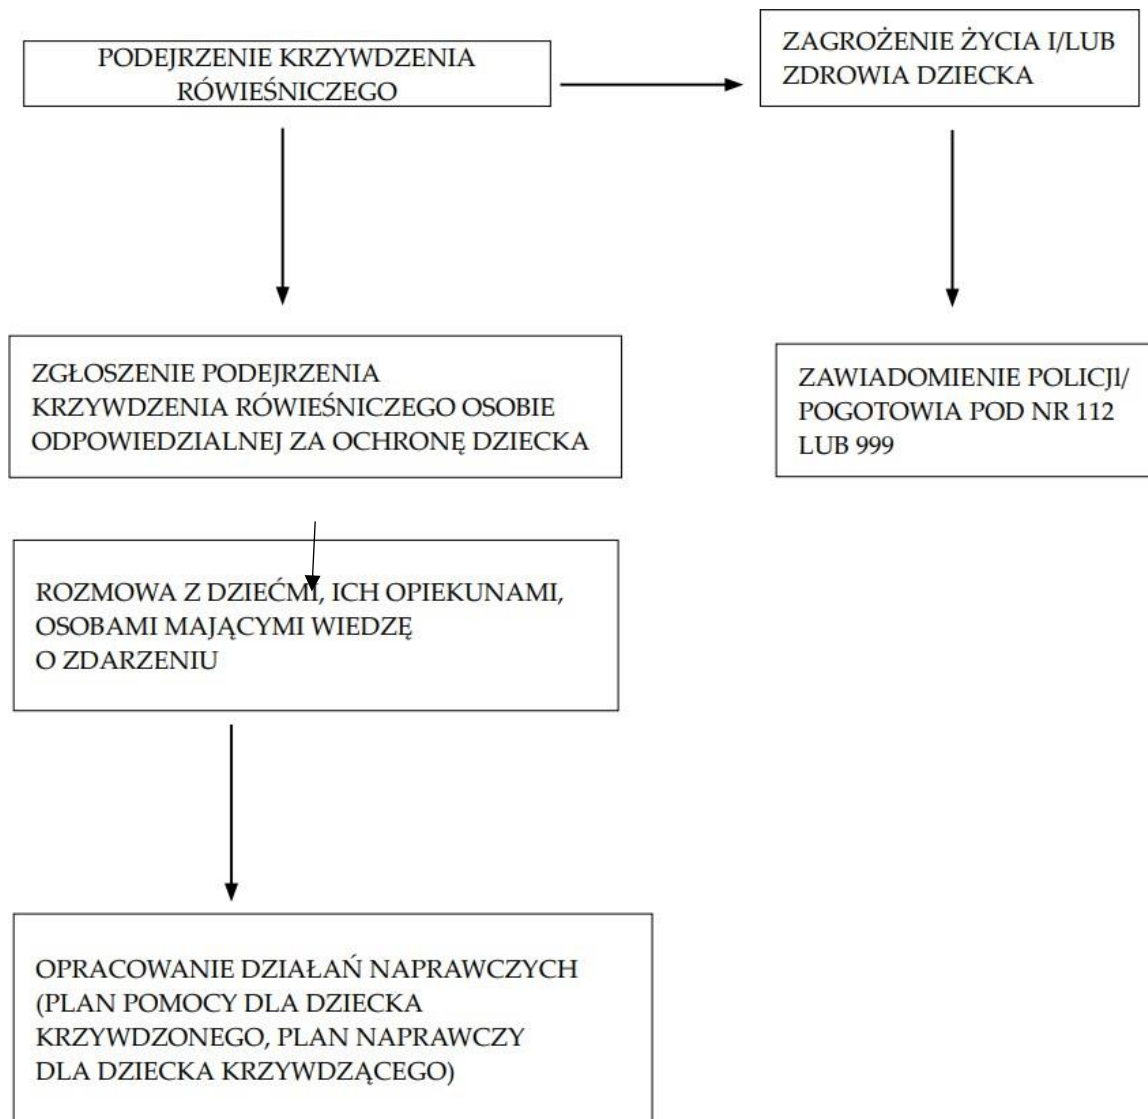 PODEJRZENIE KRZYWDZENIA
RÓWIEŚNICZEGO
ZAGROŻENIE ŻYCIA I/LUB
ZDROWIA DZIECKA
ZGŁOSZENIE PODEJRZENIA
KRZYWDZENIA RÓWIEŚNICZEGO OSOBIE
ODPOWIEDZIALNEJ ZA OCHRONĘ DZIECKA
ZAWIADOMIENIE POLICJI/
POGOTOWIA POD NR 112
LUB 999
ROZMOWA Z DZIEĆMI, ICH OPIEKUNAMI,
OSOBAMI MAJĄCYMI WIEDZĘ
O ZDARZENIU
OPRACOWANIE DZIAŁAŃ NAPRAWCZYCH
(PLAN POMOCY DLA DZIECKA
KRZYWDZONEGO, PLAN NAPRAWCZY
DLA DZIECKA KRZYWDZĄCEGO)